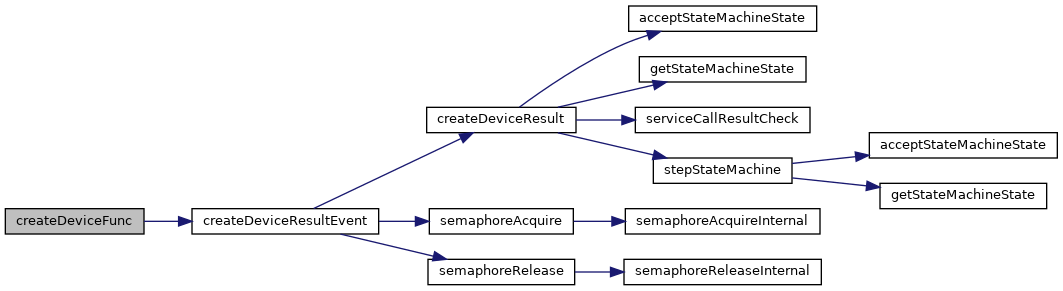 acceptStateMachineState
getStateMachineState
createDeviceResult
serviceCallResultCheck
acceptStateMachineState
stepStateMachine
getStateMachineState
createDeviceFunc
createDeviceResultEvent
semaphoreAcquire
semaphoreAcquireInternal
semaphoreRelease
semaphoreReleaseInternal